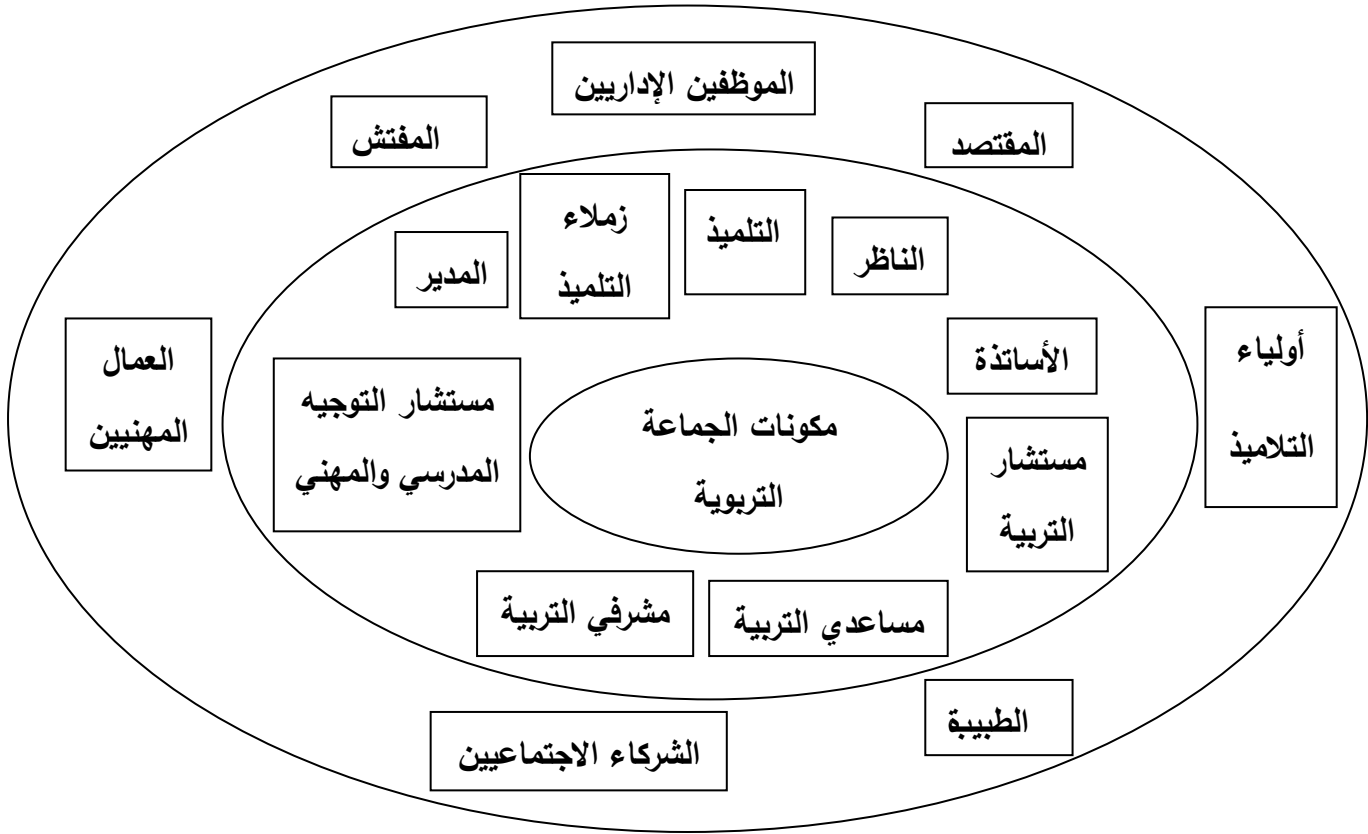 الموظفين الإداريين
المقتصد
المفتش
زملاء
التلميذ
التلميذ
الناظر
المدير
أولياء
التلاميذ
الأساتذة
العمال
المهنيين
مستشار التوجيه
المدرسي والمهني
مكونات الجماعة
التربوية
مستشار
التربية
مساعدي التربية
مشرفي التربية
الطبيبة
الشركاء الاجتماعيين